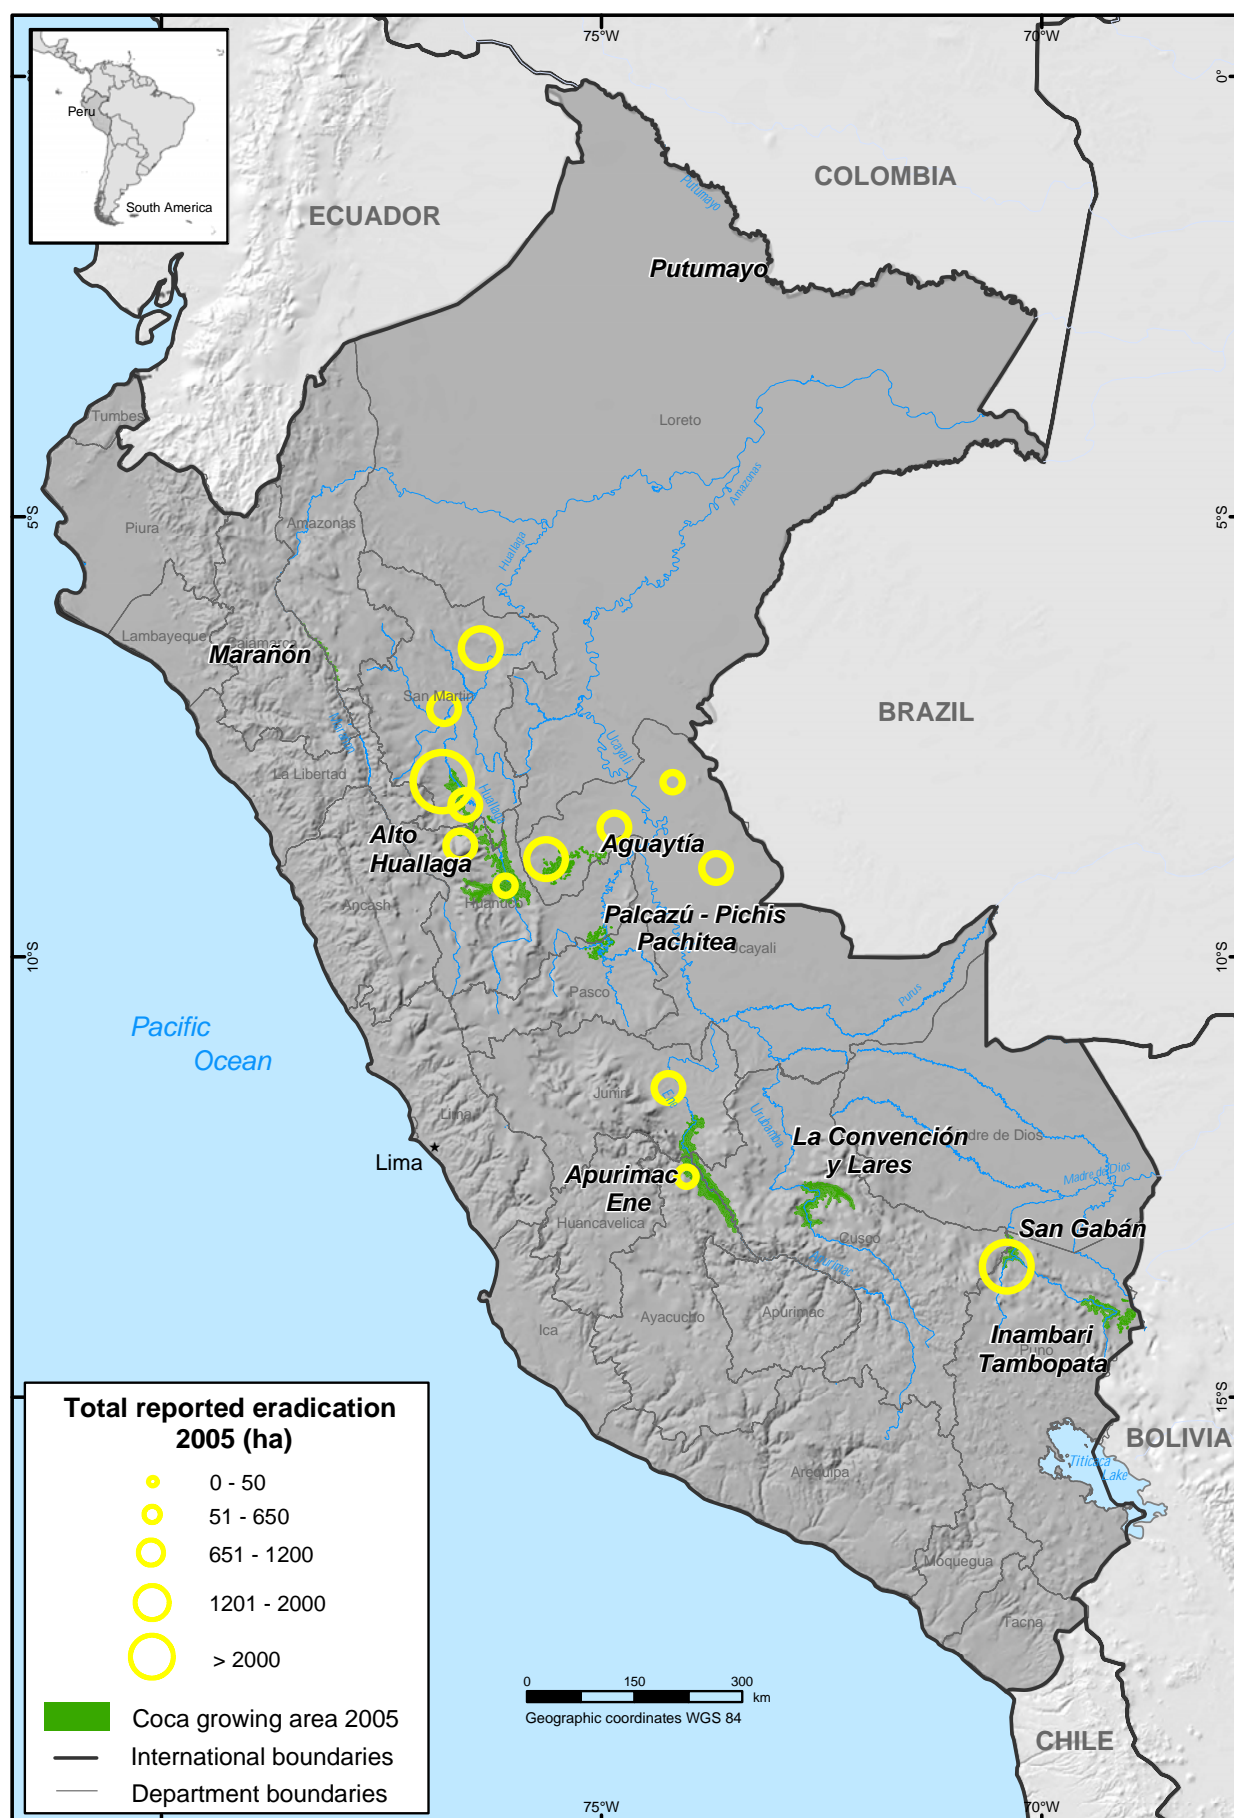 75°W
70°W
0°
Peru
South America
COLOMBIA
ECUADOR
Putumayo
Putumayo
Tumbes
Loreto
Amazonas
5°S
5°S
Piura
Amazonas
Huallaga
Lambayeque
Cajamarca
Marañón
San Martin
BRAZIL
Ucayali
La Libertad
Huallaga
Alto
Huallaga
Aguaytía
Ancash
Huánuco
Palcazú - Pichis
Pachitea
Ucayali
10°S
10°S
Pasco
Purus
Pacific
Ocean
Junín
Ene
Lima
Lima
Urubamba
La Convención
y Lares
Madre de Dios
Madre de Dios
Apurimac
Ene
Huancavelica
Cusco
San Gabán
Apurimac
Ayacucho
Apurimac
Ica
Inambari
Tambopata
Puno
15°S
BOLIVIA
Titicaca
Lake
Arequipa
Moquegua
Tacna
CHILE
Total reported eradication
2005 (ha)
0 - 50
51 - 650
651 - 1200
1201 - 2000
> 2000
Coca growing area 2005
International boundaries
Department boundaries
0 150 300
km
Geographic coordinates WGS 84
75°W
70°W